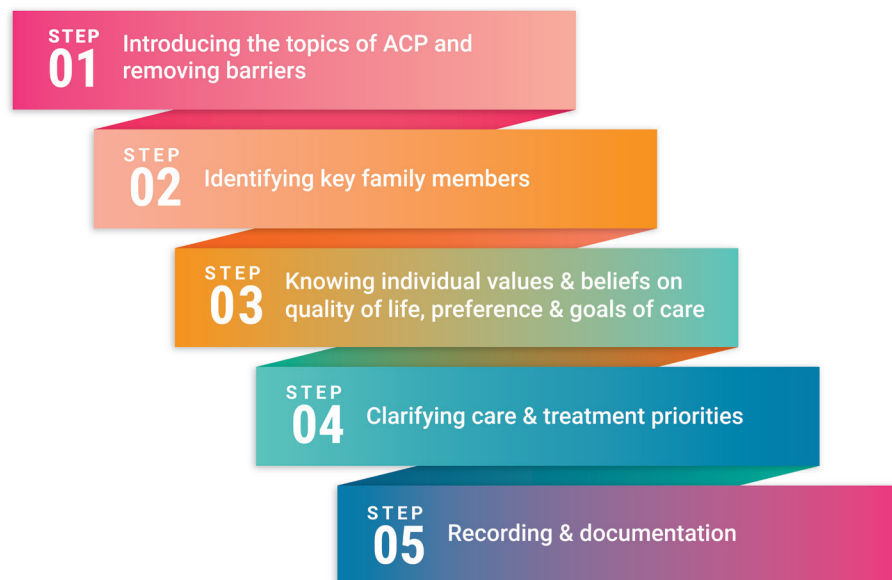 STEP
01
Introducing the topics of ACP and
removing barriers
STEP
02
Identifying key family members
STEP
03
Knowing individual values & beliefs on
quality of life, preference & goals of care
STEP
04
Clarifying care & treatment priorities
STEP
05
Recording & documentation